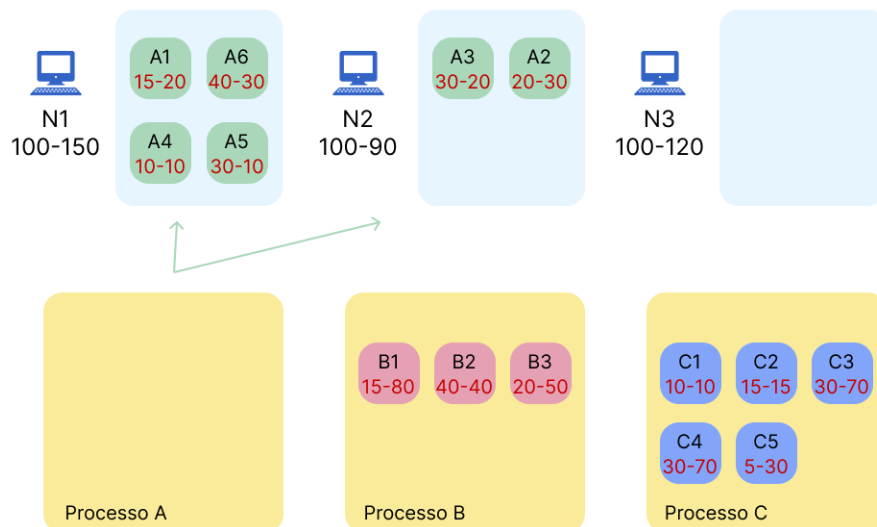 A1
15-20
A6
40-30
A4
10-10
A5
30-10
N1
100-150
A3
30-20
A2
20-30
N2
100-90
N3
100-120
Processo A
B1
15-80
B2
40-40
B3
20-50
Processo B
C1
10-10
C2
15-15
C3
30-70
C4
30-70
C5
5-30
Processo C